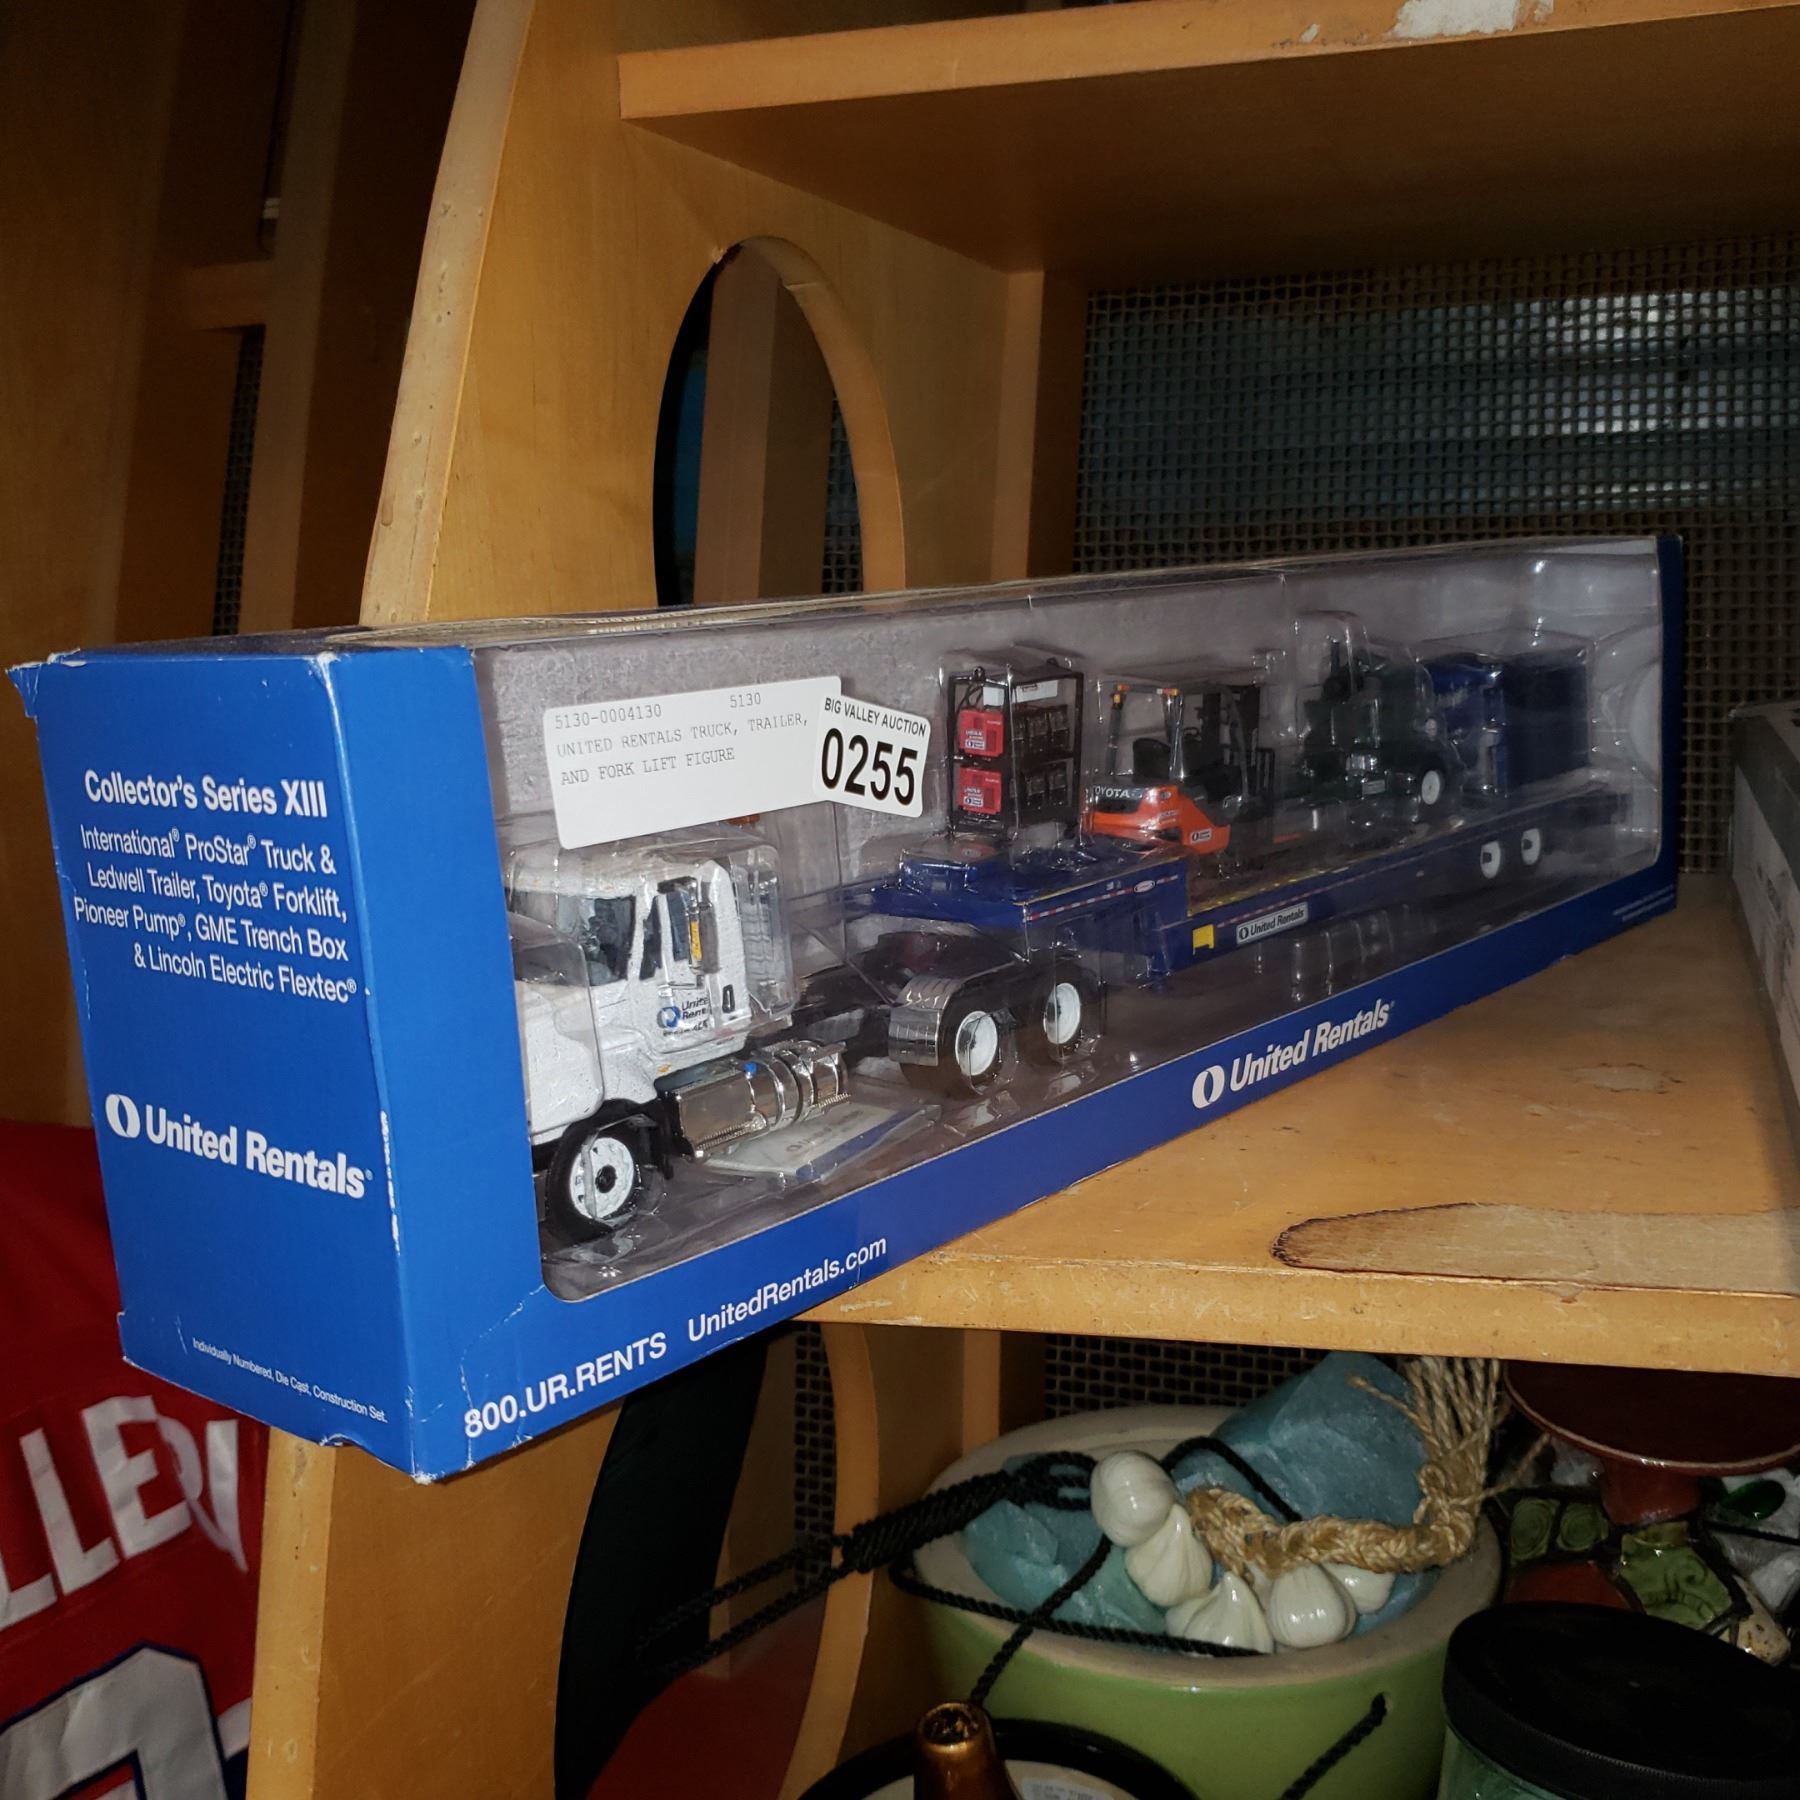 Collector's Series XIII
International® ProStar® Truck &
Ledwell Trailer, Toyota® Forklift,
Pioneer Pump®, GME Trench Box
& Lincoln Electric Flextec®
United Rentals®
Individually Numbered, Die Cast, Construction Set.
5130-0004130 5130
UNITED RENTALS TRUCK, TRAILER,
AND FORK LIFT FIGURE
BIG VALLEY AUCTION
0255
OYOTA
United Rentals
United Rentals®
800.UR.RENTS UnitedRentals.com
LLE